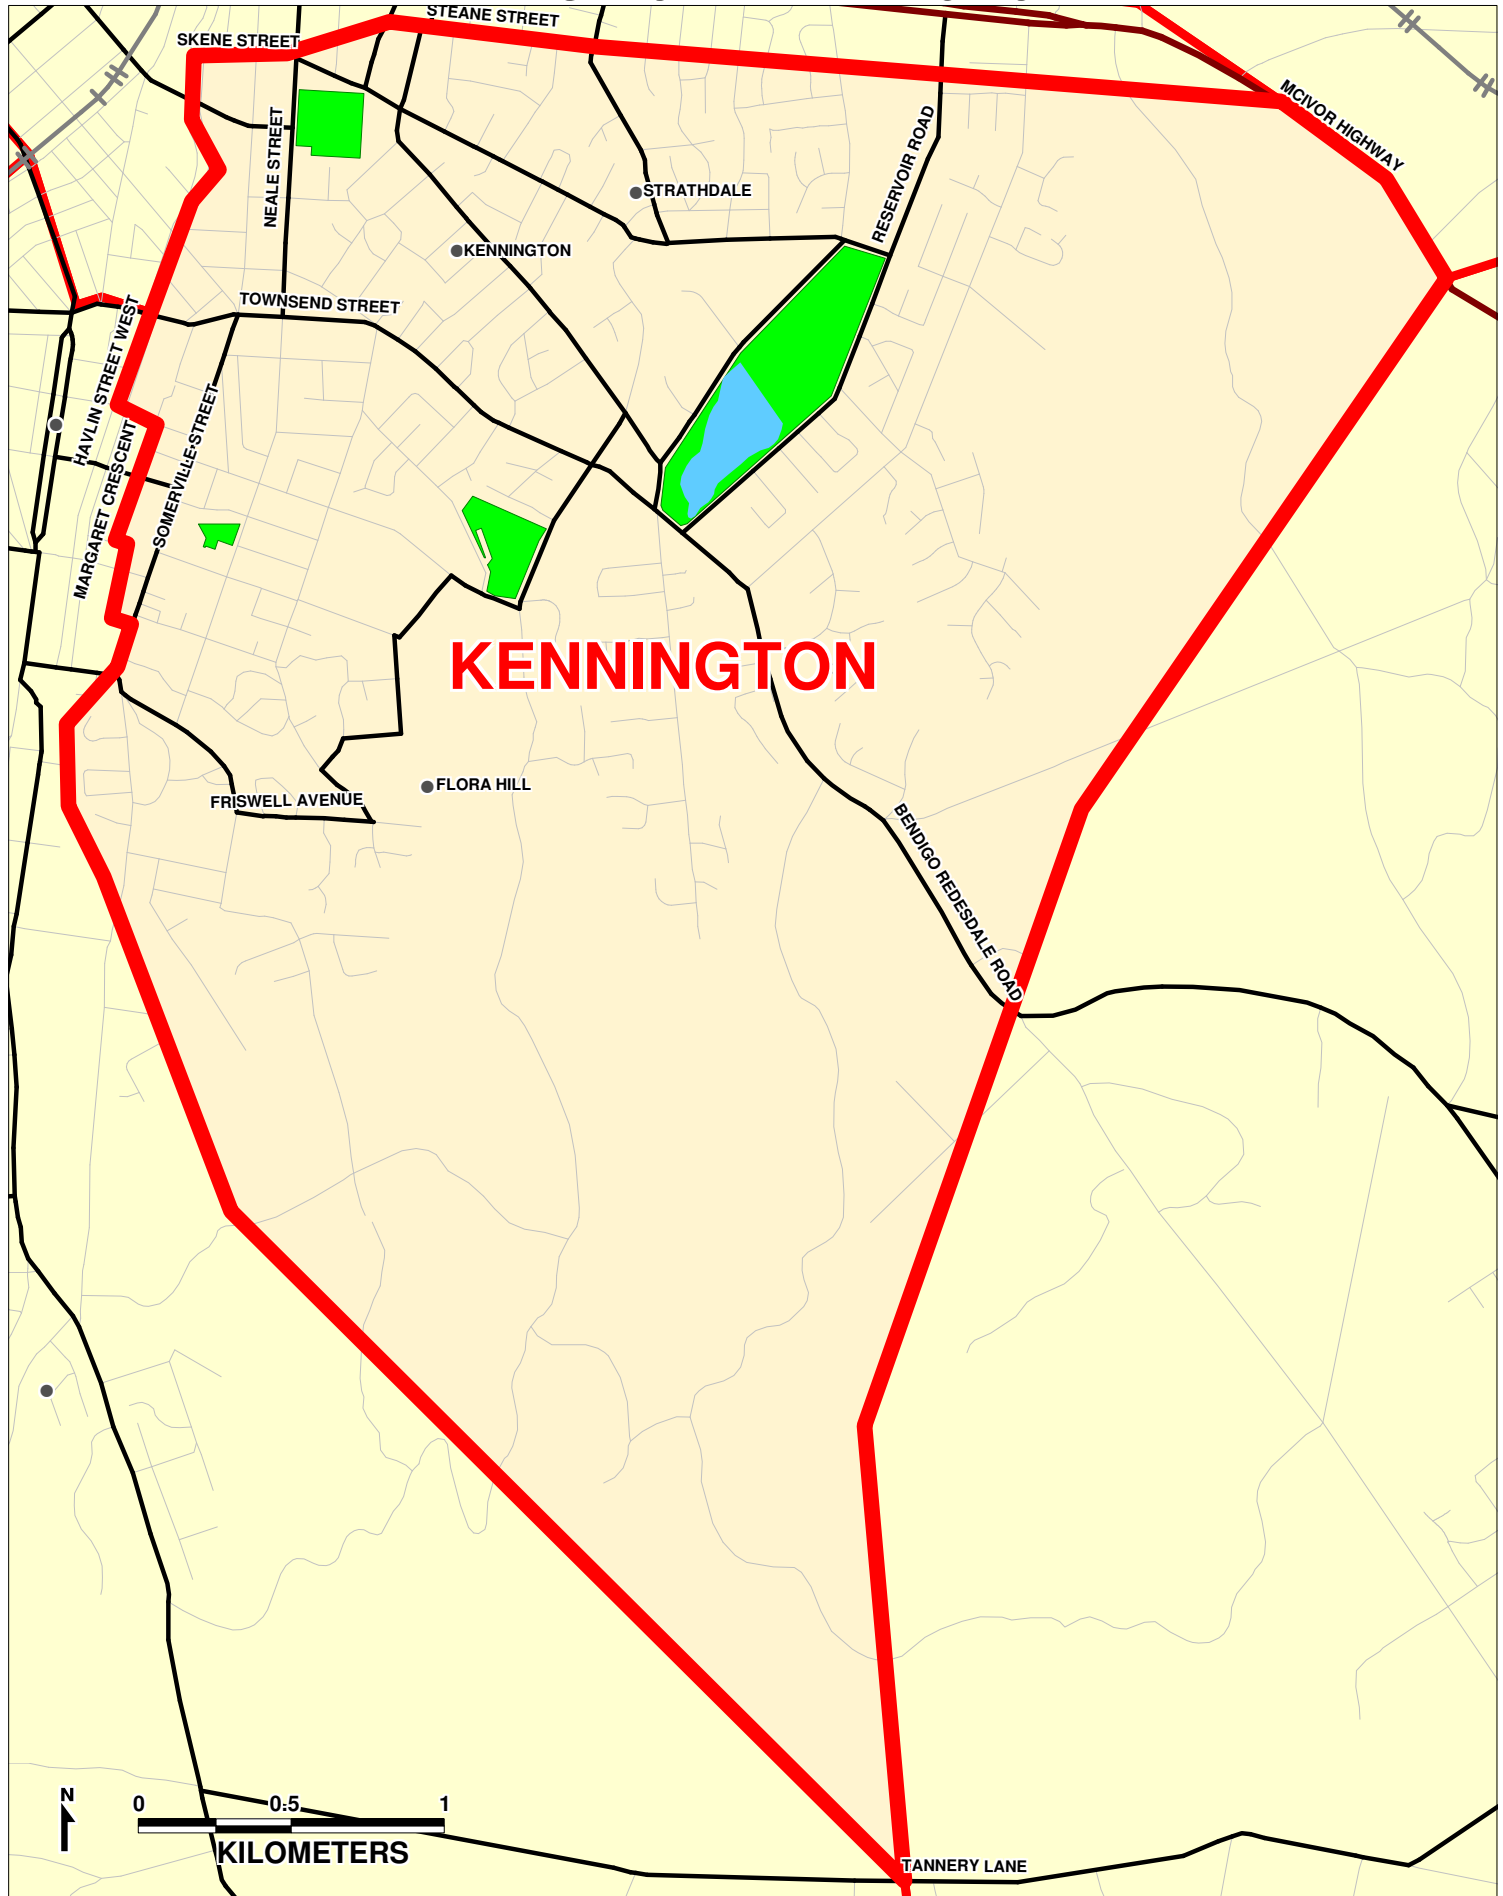 STEANE STREET
SKENE STREET
MCIVOR HIGHWAY
NEALE STREET
RESERVOIR ROAD
STRATHDALE
KENNINGTON
TOWNSEND STREET
HAVLIN STREET WEST
SOMERVILLE STREET
MARGARET CRESCENT
KENNINGTON
FLORA HILL
FRISWELL AVENUE
BENDIGO REDESDALE ROAD
N
0 0.5 1
KILOMETERS
TANNERY LANE